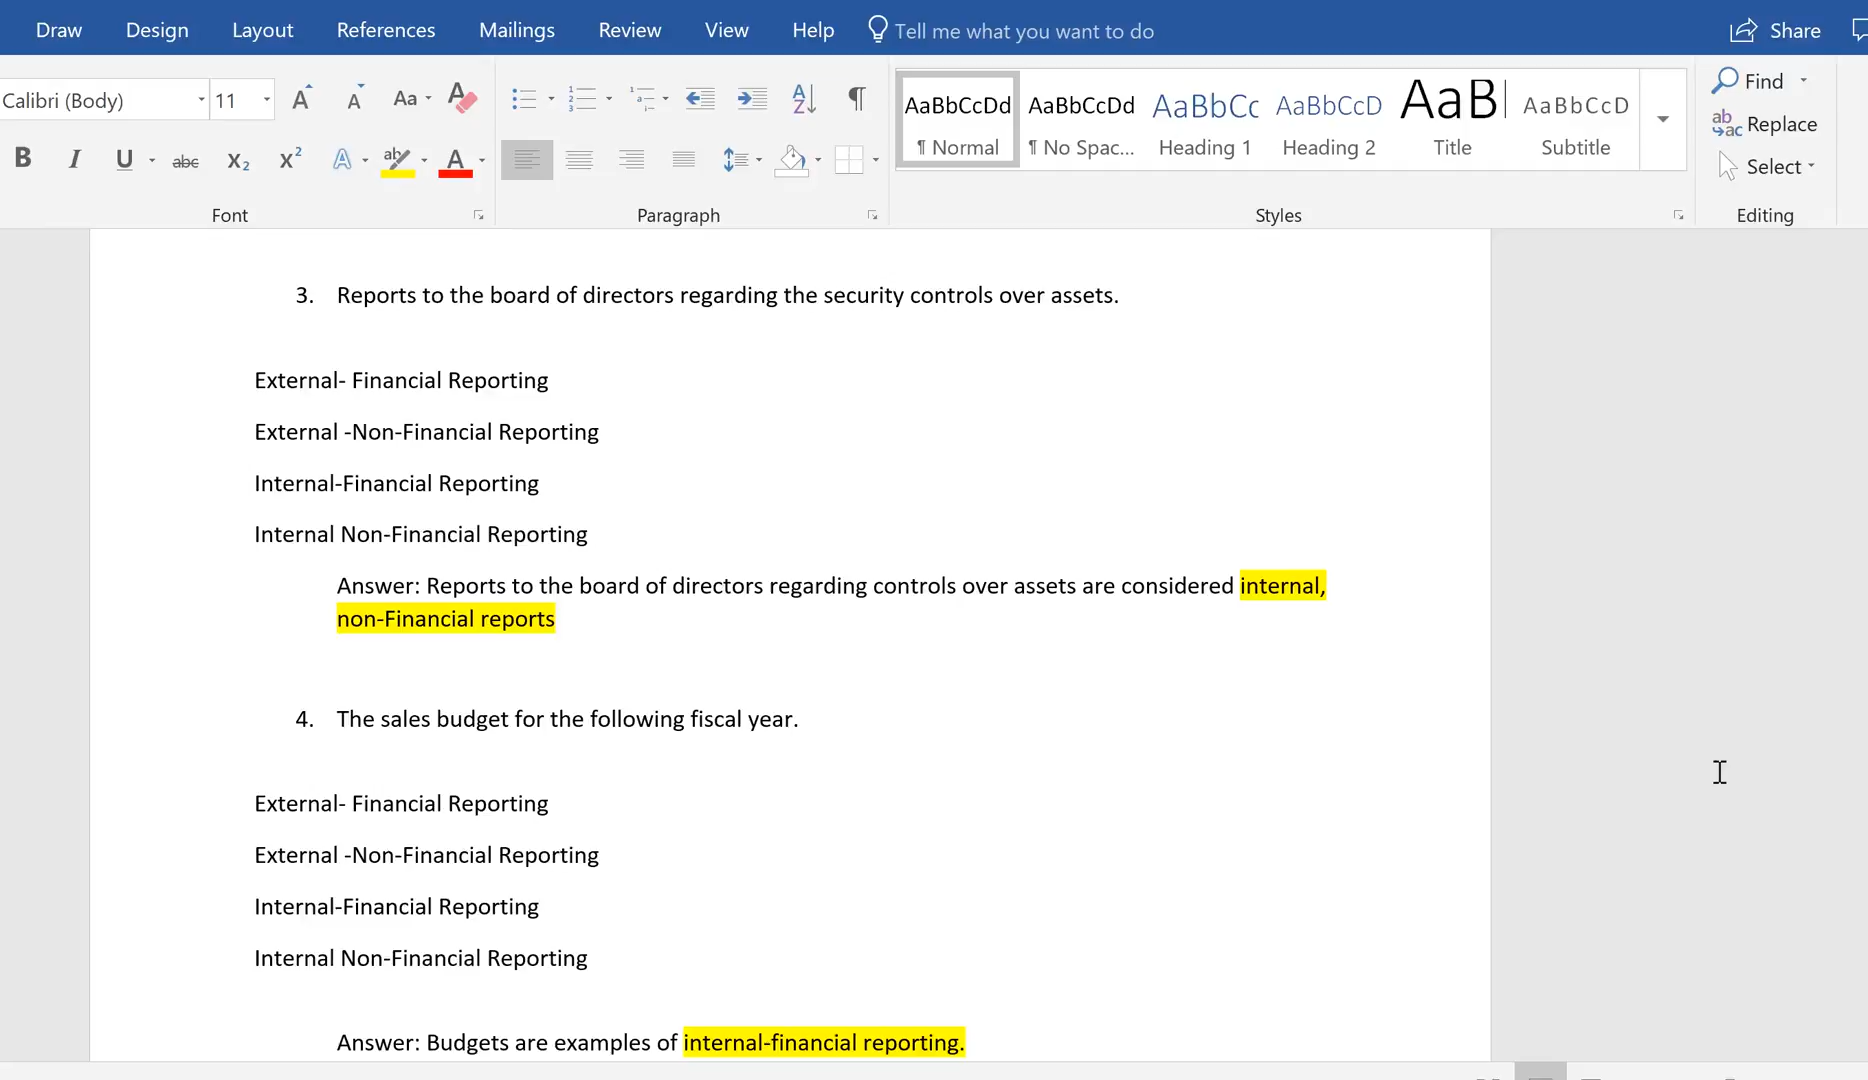 Draw Design Layout References Mailings Review View Help Tell me what you want to do Share
Calibri (Body) 11 A A Aa A Find
B I U abc X2 X2 A ab A Replace
AaBbCcDd AaBbCcDd AaBbCc AaBbCcD AaB AaBbCcD
¶ Normal ¶ No Spac... Heading 1 Heading 2 Title Subtitle Select
Font Paragraph Styles Editing
3. Reports to the board of directors regarding the security controls over assets.
External- Financial Reporting
External -Non-Financial Reporting
Internal-Financial Reporting
Internal Non-Financial Reporting
Answer: Reports to the board of directors regarding controls over assets are considered internal,
non-Financial reports
4. The sales budget for the following fiscal year.
External- Financial Reporting
External -Non-Financial Reporting
Internal-Financial Reporting
Internal Non-Financial Reporting
Answer: Budgets are examples of internal-financial reporting.